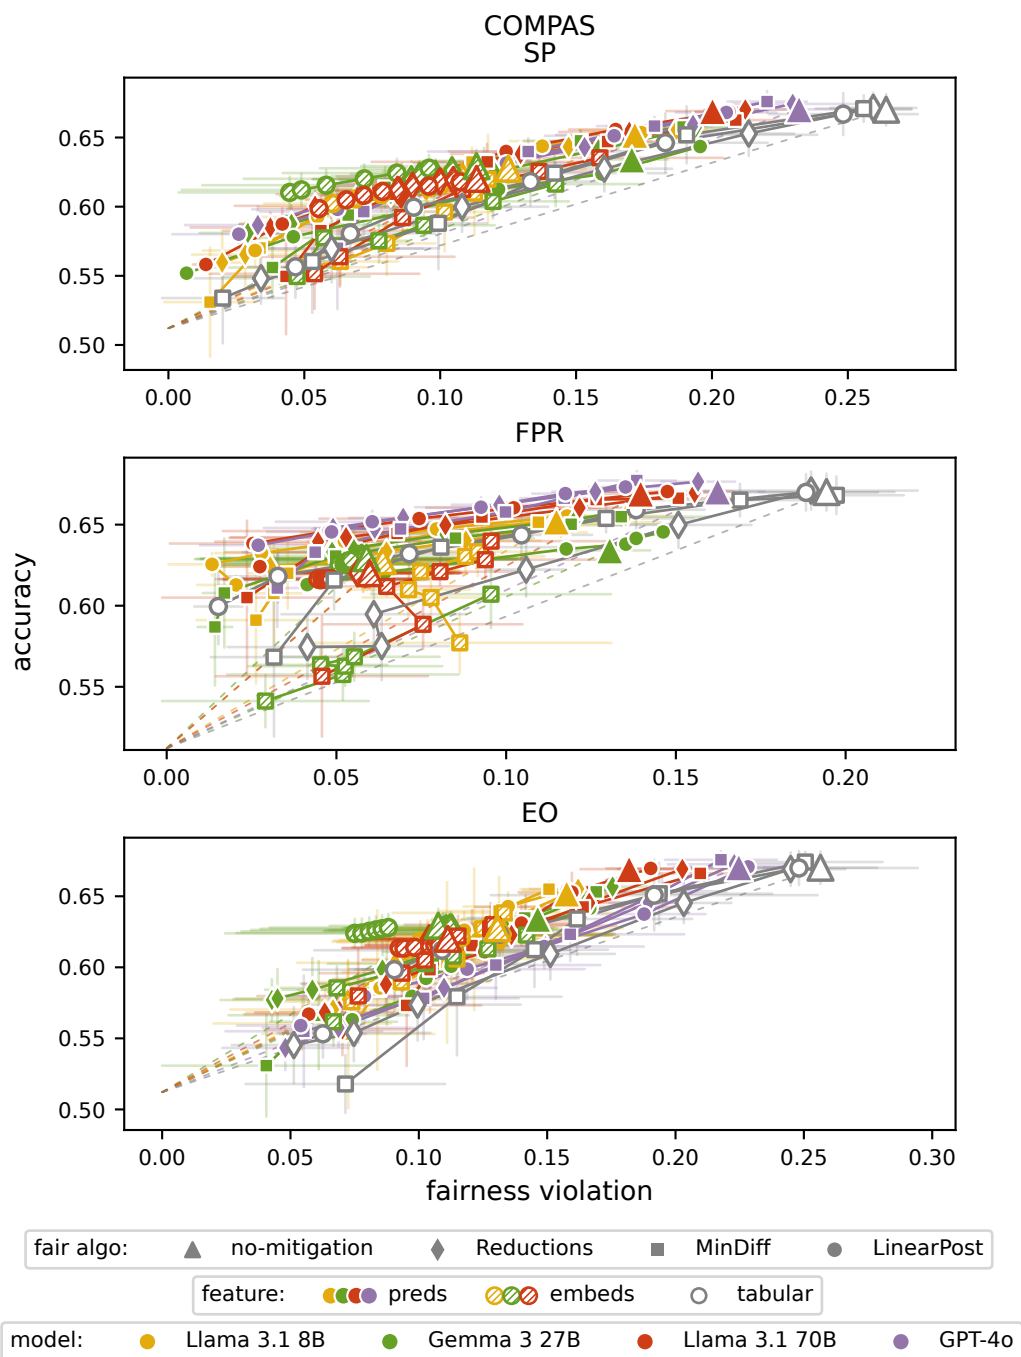 COMPAS
SP
0.65
0.60
0.55
0.50
0.00 0.05 0.10 0.15 0.20 0.25
FPR
0.65
0.60
0.55
0.00 0.05 0.10 0.15 0.20
accuracy
EO
0.65
0.60
0.55
0.50
0.00 0.05 0.10 0.15 0.20 0.25 0.30
fairness violation
fair algo: no-mitigation Reductions MinDiff LinearPost
feature: preds embeds tabular
model: Llama 3.1 8B Gemma 3 27B Llama 3.1 70B GPT-4o